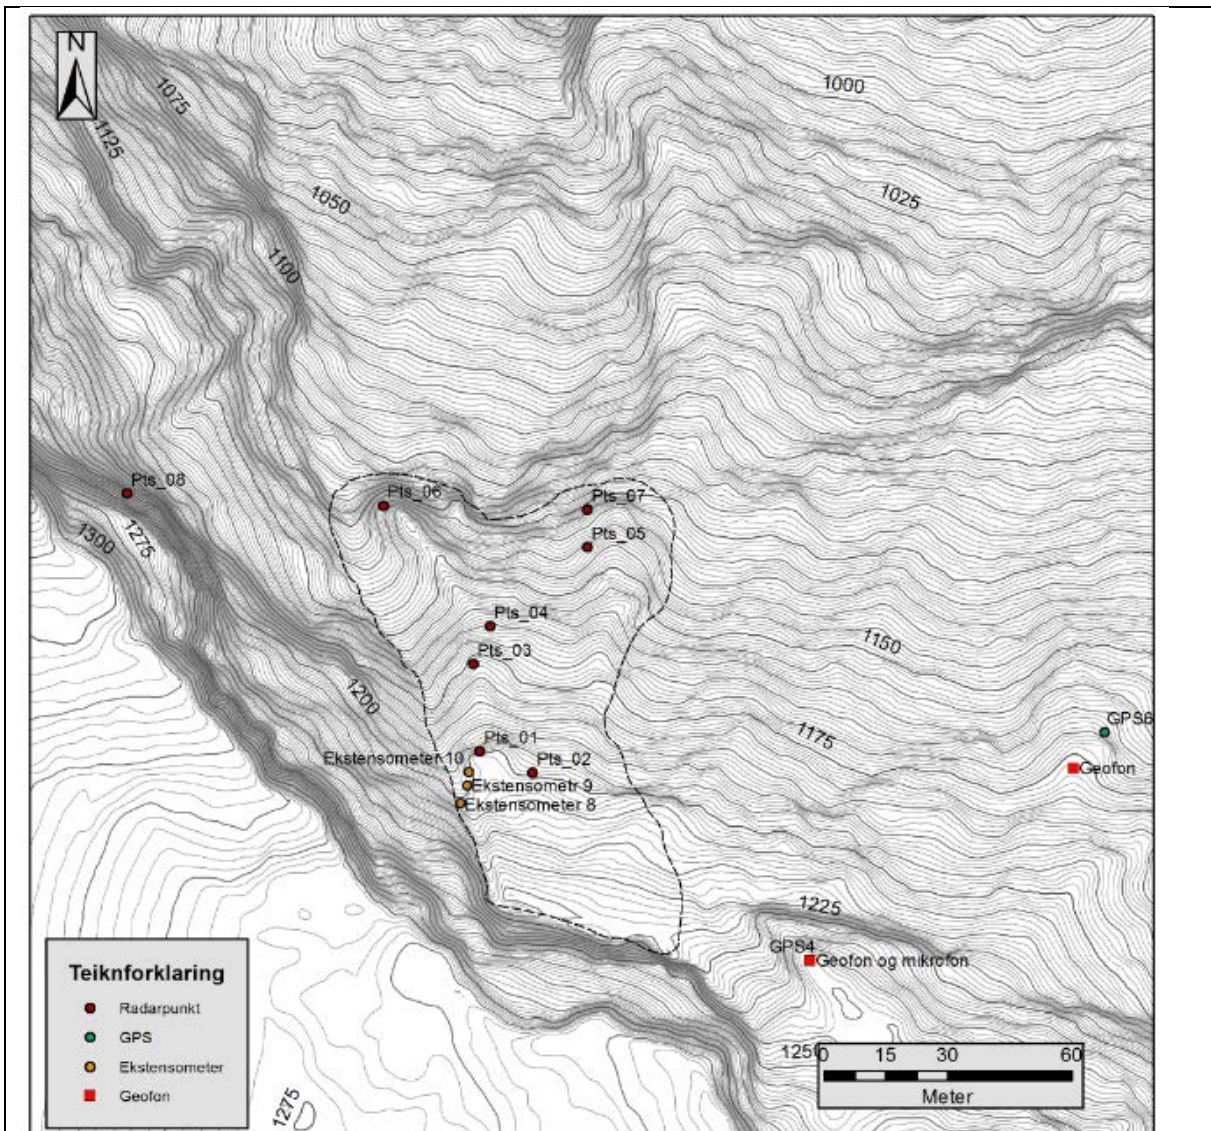 N
1000
1075
1125
1050
1025
1100
Pts_08
Pts_06
Pts_07
1275
1300
Pts_05
Pts_04
1150
Pts_03
1200
GPS6
1175
Pts_01
Ekstensometer 10
Pts_02
Geofon
Ekstensometr 9
Ekstensometer 8
1225
GPS4
Geofon og mikrofon
Teiknforklaring
Radarpunkt
GPS
Ekstensometer
Geofon
1250
0 15 30 60
Meter
1275